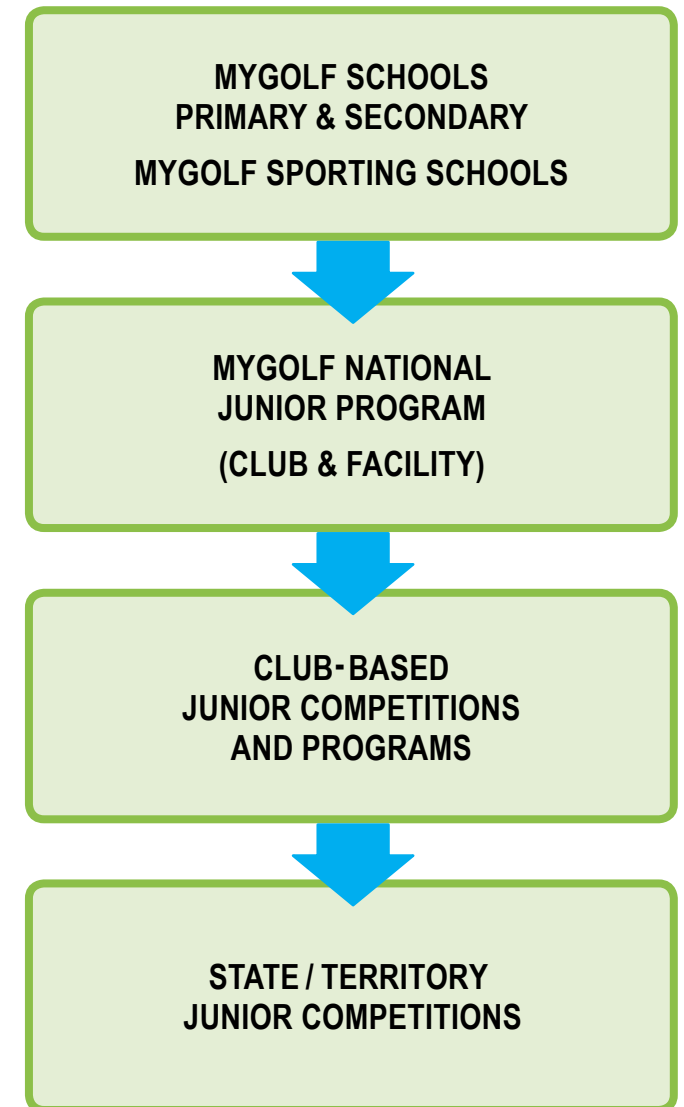 MYGOLF SCHOOLS
PRIMARY & SECONDARY
MYGOLF SPORTING SCHOOLS
MYGOLF NATIONAL
JUNIOR PROGRAM
(CLUB & FACILITY)
CLUB-BASED
JUNIOR COMPETITIONS
AND PROGRAMS
STATE / TERRITORY
JUNIOR COMPETITIONS